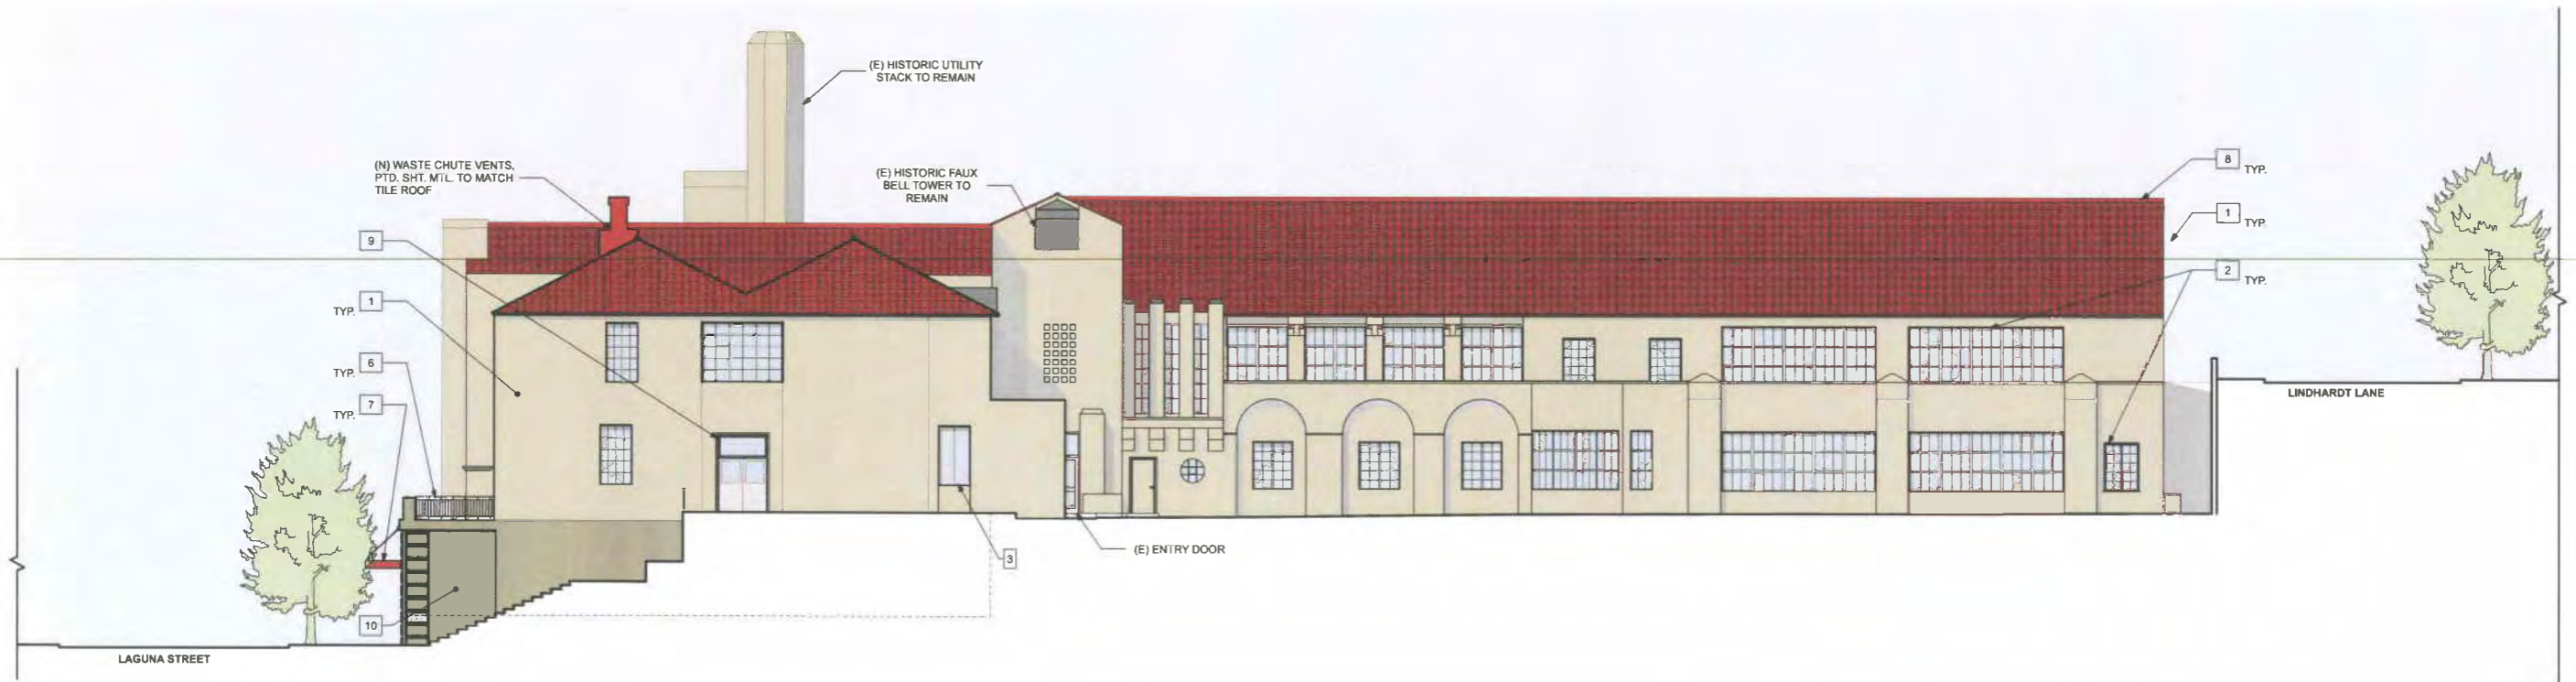 (E) HISTORIC UTILITY
STACK TO REMAIN
(N) WASTE CHUTE VENTS,
PTD. SHT. MTL. TO MATCH
TILE ROOF
(E) HISTORIC FAUX
BELL TOWER TO
REMAIN
8 TYP.
1 TYP.
2 TYP.
9
TYP. 1
TYP. 6
TYP. 7
LINDHARDT LANE
3
(E) ENTRY DOOR
10
LAGUNA STREET